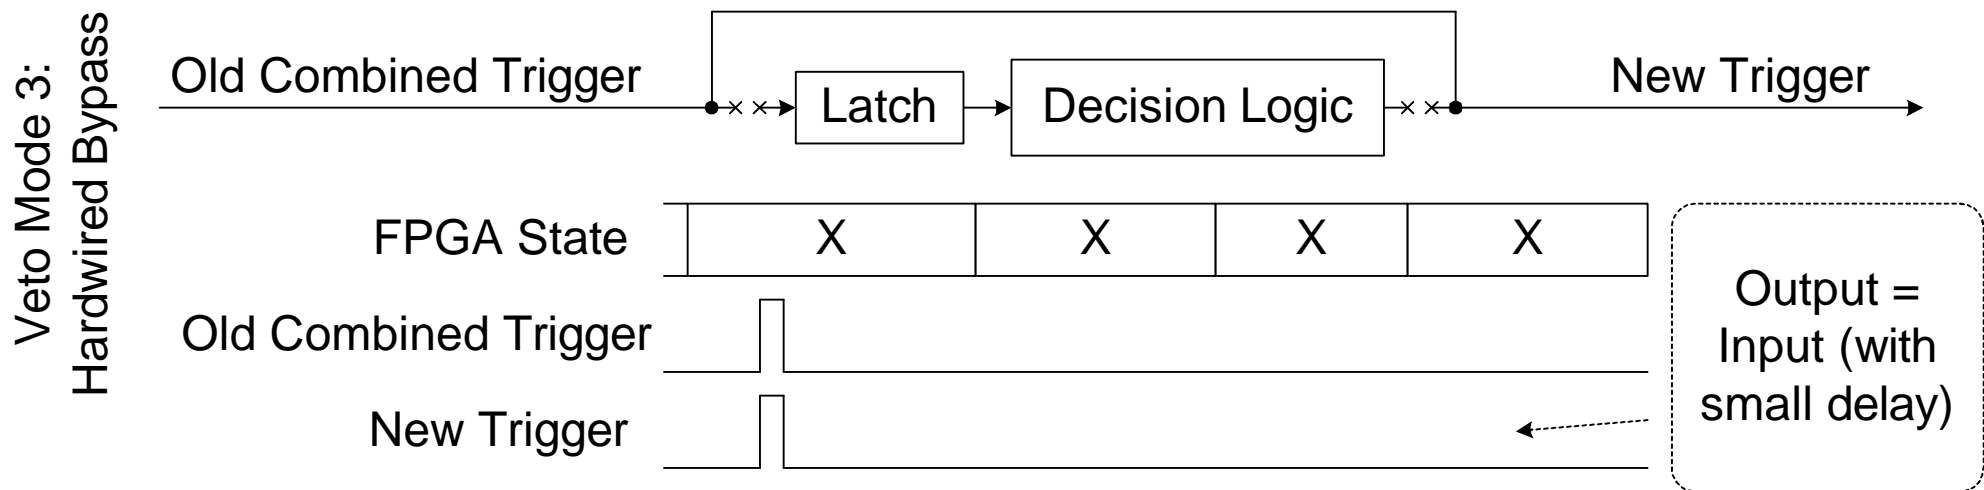 Veto Mode 3:
Hardwired Bypass
Old Combined Trigger
Latch
Decision Logic
New Trigger
FPGA State
X
X
X
X
Old Combined Trigger
New Trigger
Output =
Input (with
small delay)